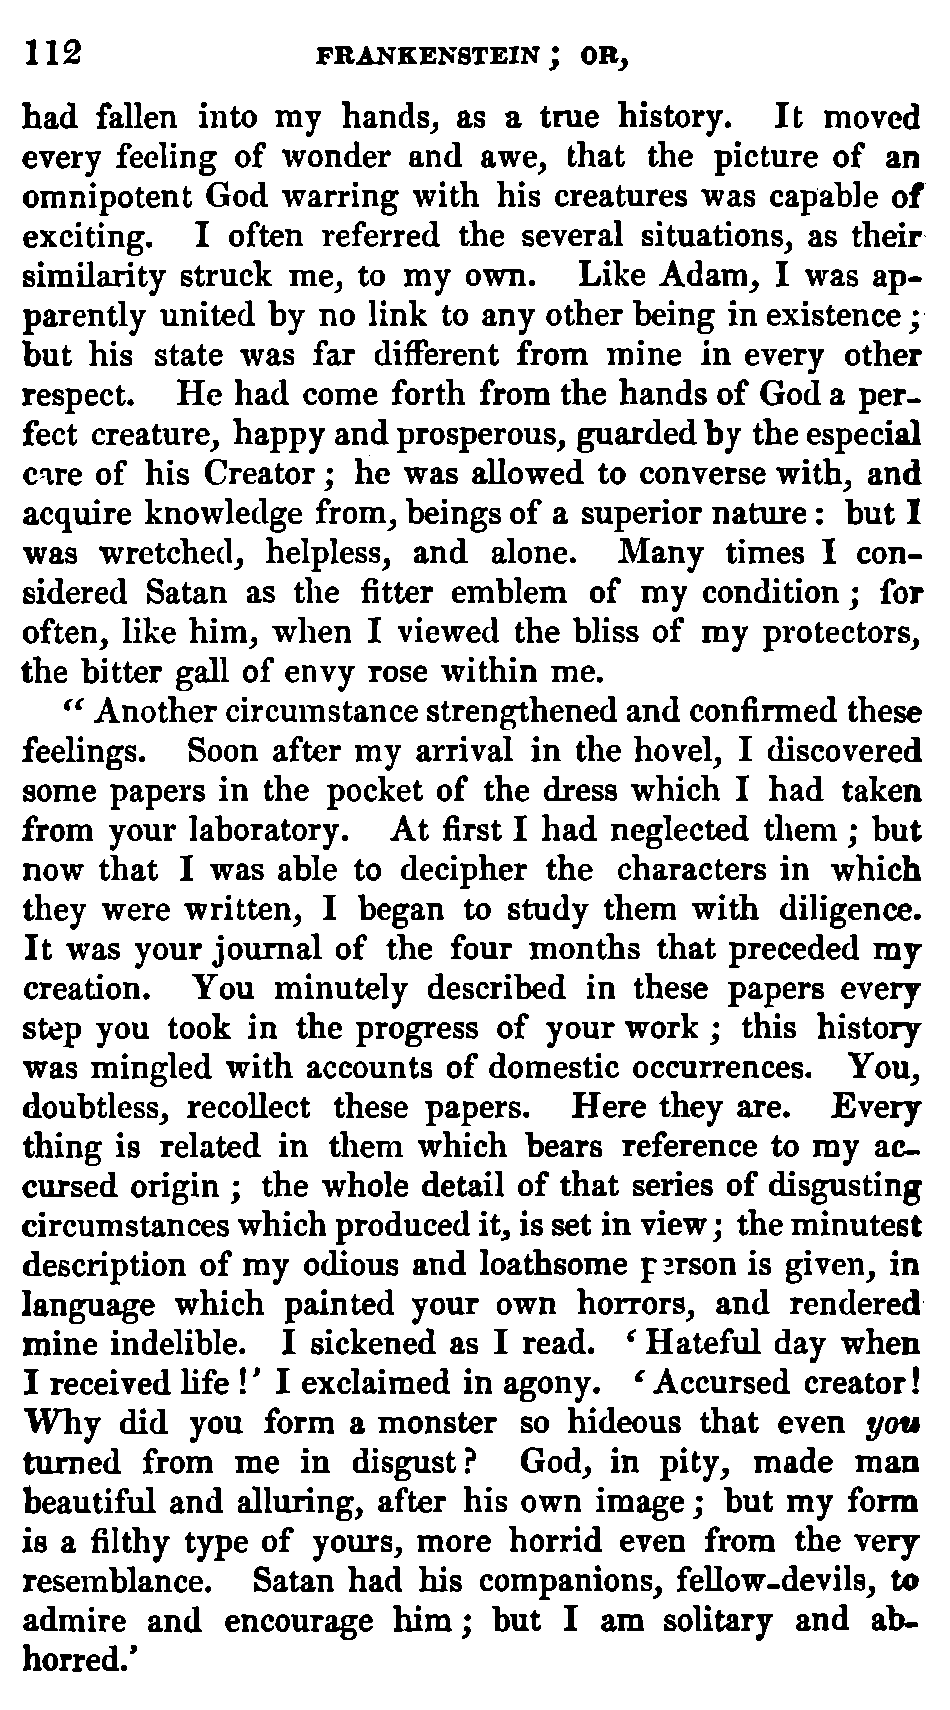 112 FRANKENSTEIN ; OR,
had fallen into my hands, as a true history. It moved
every feeling of wonder and awe, that the picture of an
omnipotent God warring with his creatures was capable of
exciting. I often referred the several situations, as their
similarity struck me, to my own. Like Adam, I was ap-
parently united by no link to any other being in existence ;
but his state was far different from mine in every other
respect. He had come forth from the hands of God a per-
fect creature, happy and prosperous, guarded by the especial
care of his Creator ; he was allowed to converse with, and
acquire knowledge from, beings of a superior nature : but I
was wretched, helpless, and alone. Many times I con-
sidered Satan as the fitter emblem of my condition ; for
often, like him, when I viewed the bliss of my protectors,
the bitter gall of envy rose within me.
“ Another circumstance strengthened and confirmed these
feelings. Soon after my arrival in the hovel, I discovered
some papers in the pocket of the dress which I had taken
from your laboratory. At first I had neglected them ; but
now that I was able to decipher the characters in which
they were written, I began to study them with diligence.
It was your journal of the four months that preceded my
creation. You minutely described in these papers every
step you took in the progress of your work ; this history
was mingled with accounts of domestic occurrences. You,
doubtless, recollect these papers. Here they are. Every
thing is related in them which bears reference to my ac-
cursed origin ; the whole detail of that series of disgusting
circumstances which produced it, is set in view ; the minutest
description of my odious and loathsome person is given, in
language which painted your own horrors, and rendered
mine indelible. I sickened as I read. ‘ Hateful day when
I received life !’ I exclaimed in agony. ‘ Accursed creator !
Why did you form a monster so hideous that even you
turned from me in disgust ? God, in pity, made man
beautiful and alluring, after his own image ; but my form
is a filthy type of yours, more horrid even from the very
resemblance. Satan had his companions, fellow-devils, to
admire and encourage him ; but I am solitary and ab-
horred.’